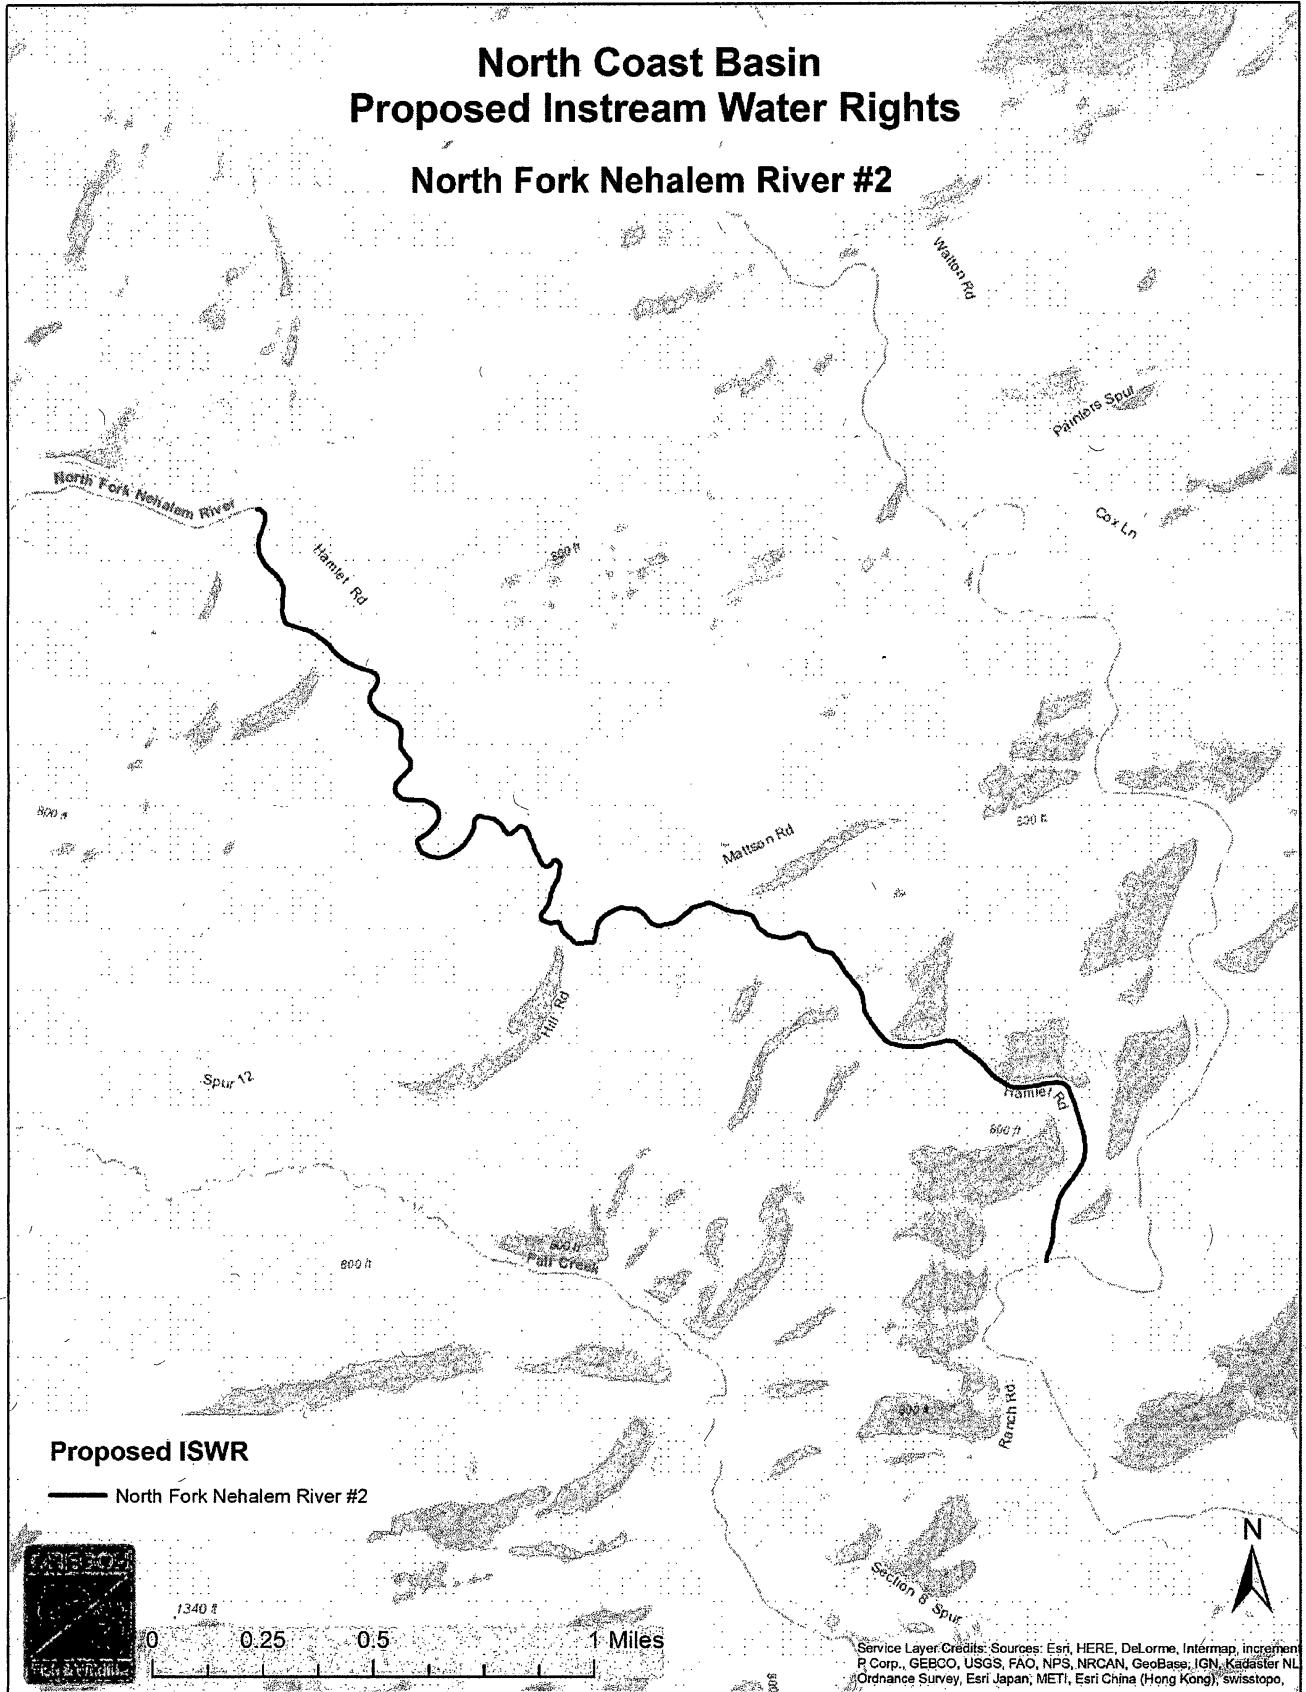 North Coast Basin
Proposed Instream Water Rights
North Fork Nehalem River #2
Walton Rd
Painters Spur
Cox Ln
North Fork Nehalem River
Hamlet Rd
800 ft
800 ft
800 ft
Mattson Rd
Hill Rd
Spur 12
Hamlet Rd
800 ft
800 ft
Fall Creek
800 ft
800 ft
Ranch Rd
Proposed ISWR
North Fork Nehalem River #2
N
Section 8 Spur
1340 ft
0 0.25 0.5 1 Miles
Service Layer Credits: Sources: Esri, HERE, DeLorme, Intermap, increment
P Corp., GEBCO, USGS, FAO, NPS, NRCAN, GeoBase, IGN, Kadaster NL,
Ordnance Survey, Esri Japan, METI, Esri China (Hong Kong), swisstopo,